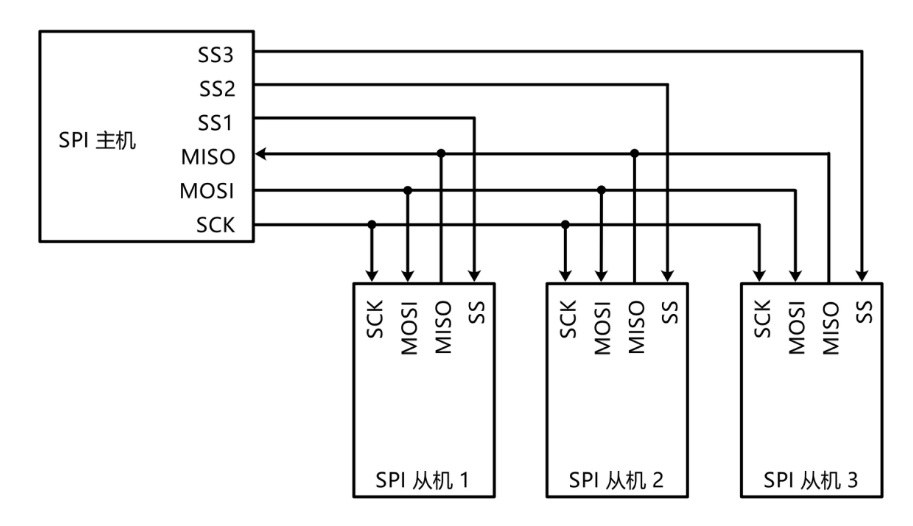 SS3
SS2
SS1
SPI 主机
MISO
MOSI
SCK
SCK
MOSI
MISO
SS
SCK
MOSI
MISO
SS
SCK
MOSI
MISO
SS
SPI 从机 1
SPI 从机 2
SPI 从机 3